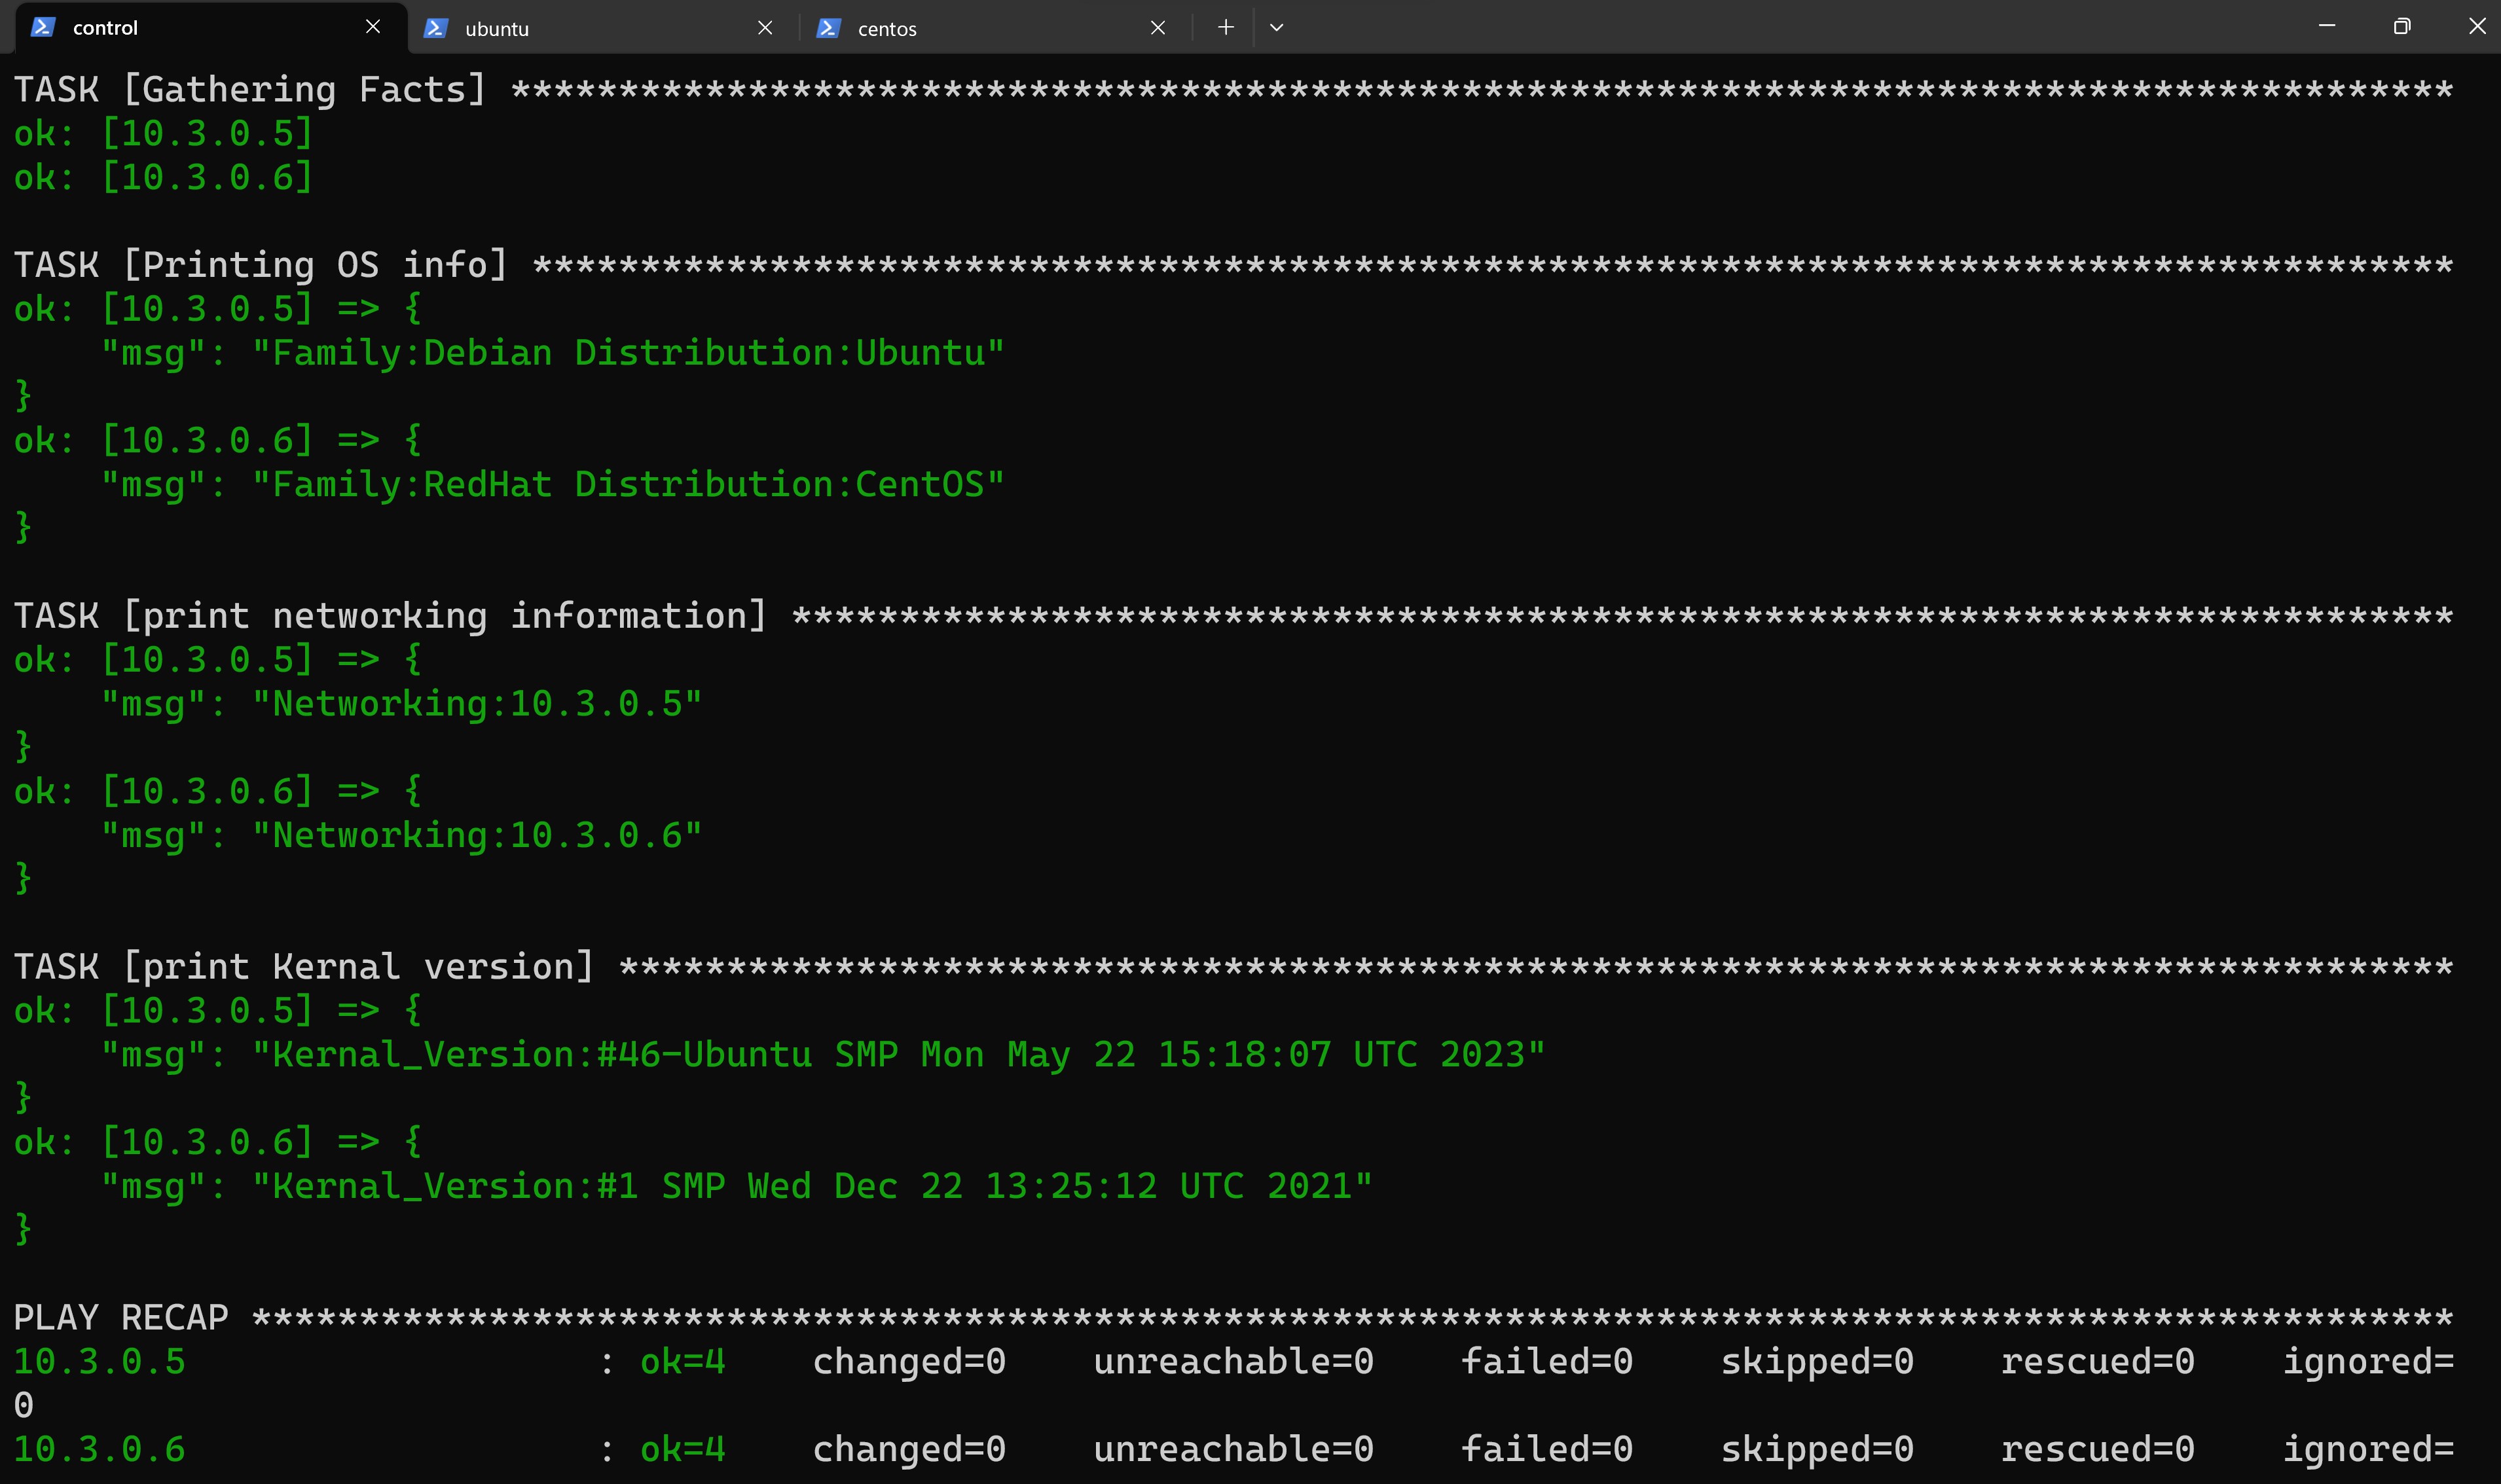 control
ubuntu
centos
TASK [Gathering Facts] ******************************************************************************************
ok: [10.3.0.5]
ok: [10.3.0.6]
TASK [Printing OS info] *****************************************************************************************
ok: [10.3.0.5] => {
    "msg": "Family:Debian Distribution:Ubuntu"
}
ok: [10.3.0.6] => {
    "msg": "Family:RedHat Distribution:CentOS"
}
TASK [print networking information] *****************************************************************************
ok: [10.3.0.5] => {
    "msg": "Networking:10.3.0.5"
}
ok: [10.3.0.6] => {
    "msg": "Networking:10.3.0.6"
}
TASK [print Kernal version] *************************************************************************************
ok: [10.3.0.5] => {
    "msg": "Kernal_Version:#46-Ubuntu SMP Mon May 22 15:18:07 UTC 2023"
}
ok: [10.3.0.6] => {
    "msg": "Kernal_Version:#1 SMP Wed Dec 22 13:25:12 UTC 2021"
}
PLAY RECAP ******************************************************************************************************
10.3.0.5                   : ok=4    changed=0    unreachable=0    failed=0    skipped=0    rescued=0    ignored=
0
10.3.0.6                   : ok=4    changed=0    unreachable=0    failed=0    skipped=0    rescued=0    ignored=